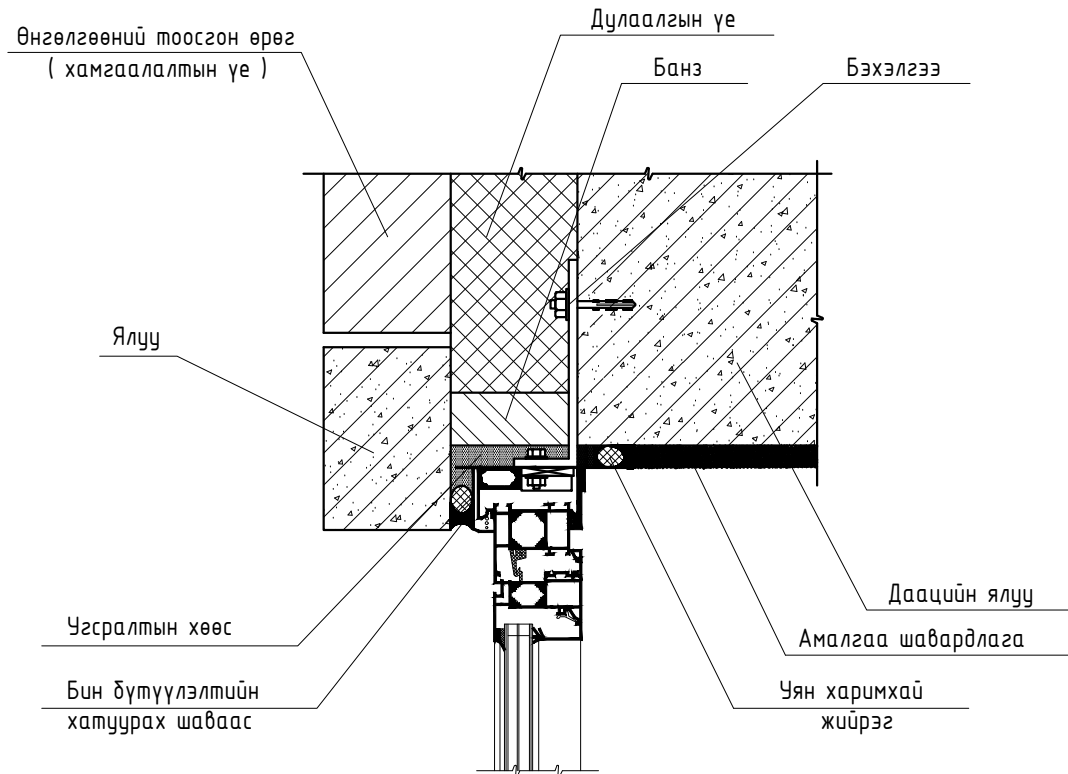 Дулаалгын үе
Өнгөлгөөний тоосгон өрөг
( хамгаалалтын үе )
Банз
Бэхэлгээ
Ялуу
Даацийн ялуу
Угсралтын хөөс
Амалгаа шавардлага
Бин бүтүүлэлтийн
хатуурах шаваас
Уян харимхай
жийрэг